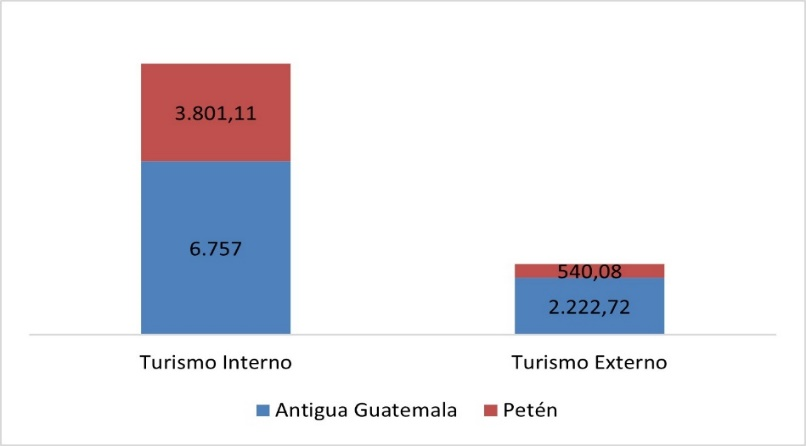 3.801,11
6.757
540,08
2.222,72
Turismo Interno
Turismo Externo
Antigua Guatemala
Petén